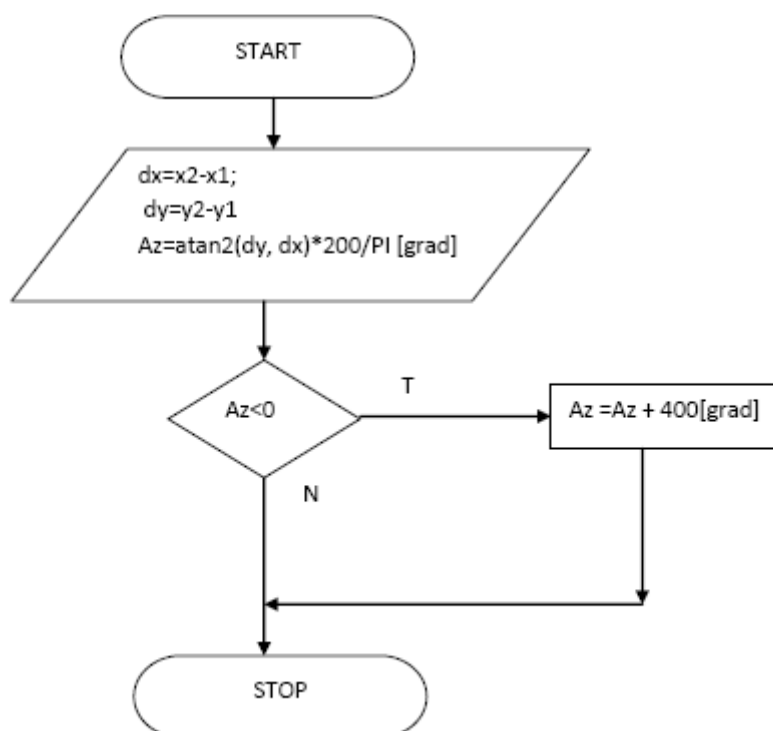 START
dx=x2-x1;
dy=y2-y1
Az=atan2(dy, dx)*200/PI [grad]
Az<0
T
Az =Az + 400[grad]
N
STOP